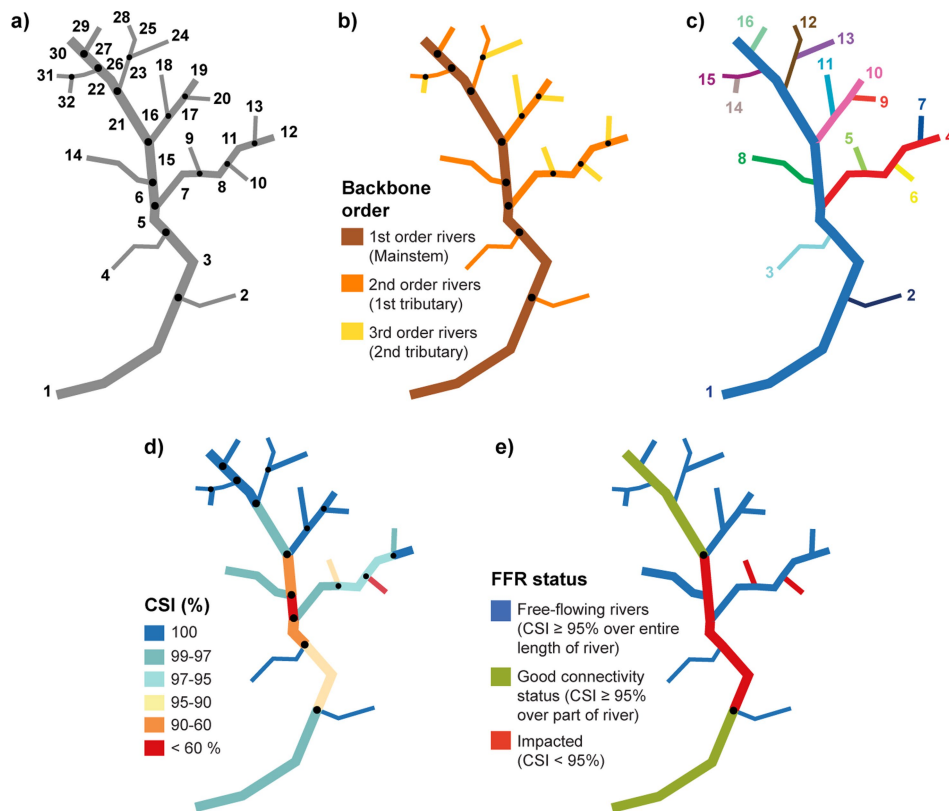 a)
28
29
25
24
30
27
18
19
31
26
23
20
32
22
16
17
13
21
11
12
14
15
9
6
7
8
10
5
4
3
2
1
b)
Backbone
order
1st order rivers
(Mainstem)
2nd order rivers
(1st tributary)
3rd order rivers
(2nd tributary)
c)
16
12
13
11
10
15
14
9
7
8
5
4
6
3
2
1
d)
CSI (%)
100
99-97
97-95
95-90
90-60
< 60 %
e)
FFR status
Free-flowing rivers
(CSI ≥ 95% over entire
length of river)
Good connectivity
status (CSI ≥ 95%
over part of river)
Impacted
(CSI < 95%)